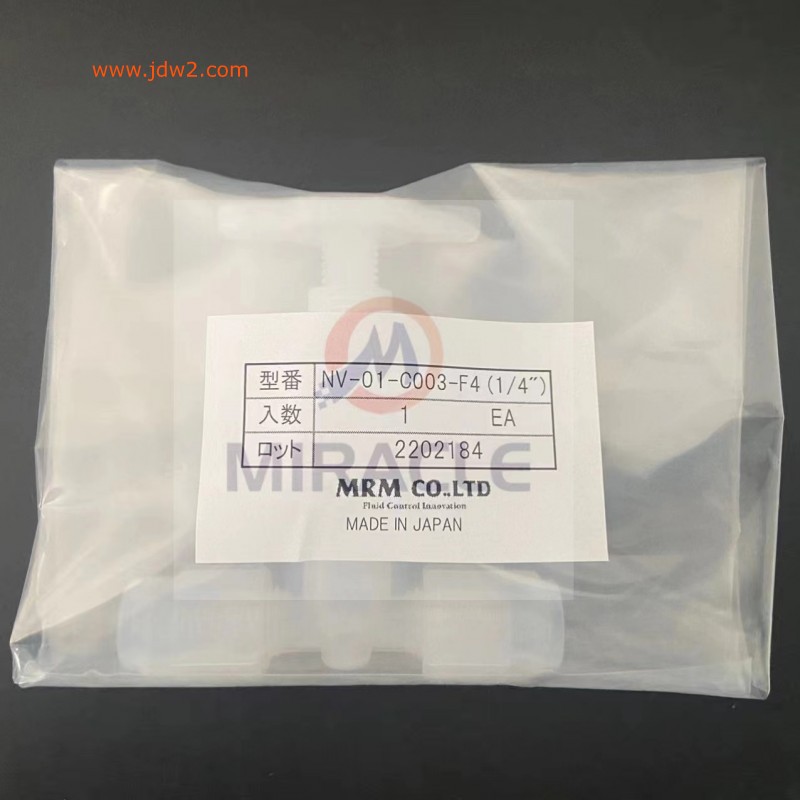 www.jdw2.com
型番 NV-01-C003-F4 (1/4″)
入数 1 EA
ロット 2202184
MIRACLE
MRM CO.,LTD
Fluid Control Innovation
MADE IN JAPAN